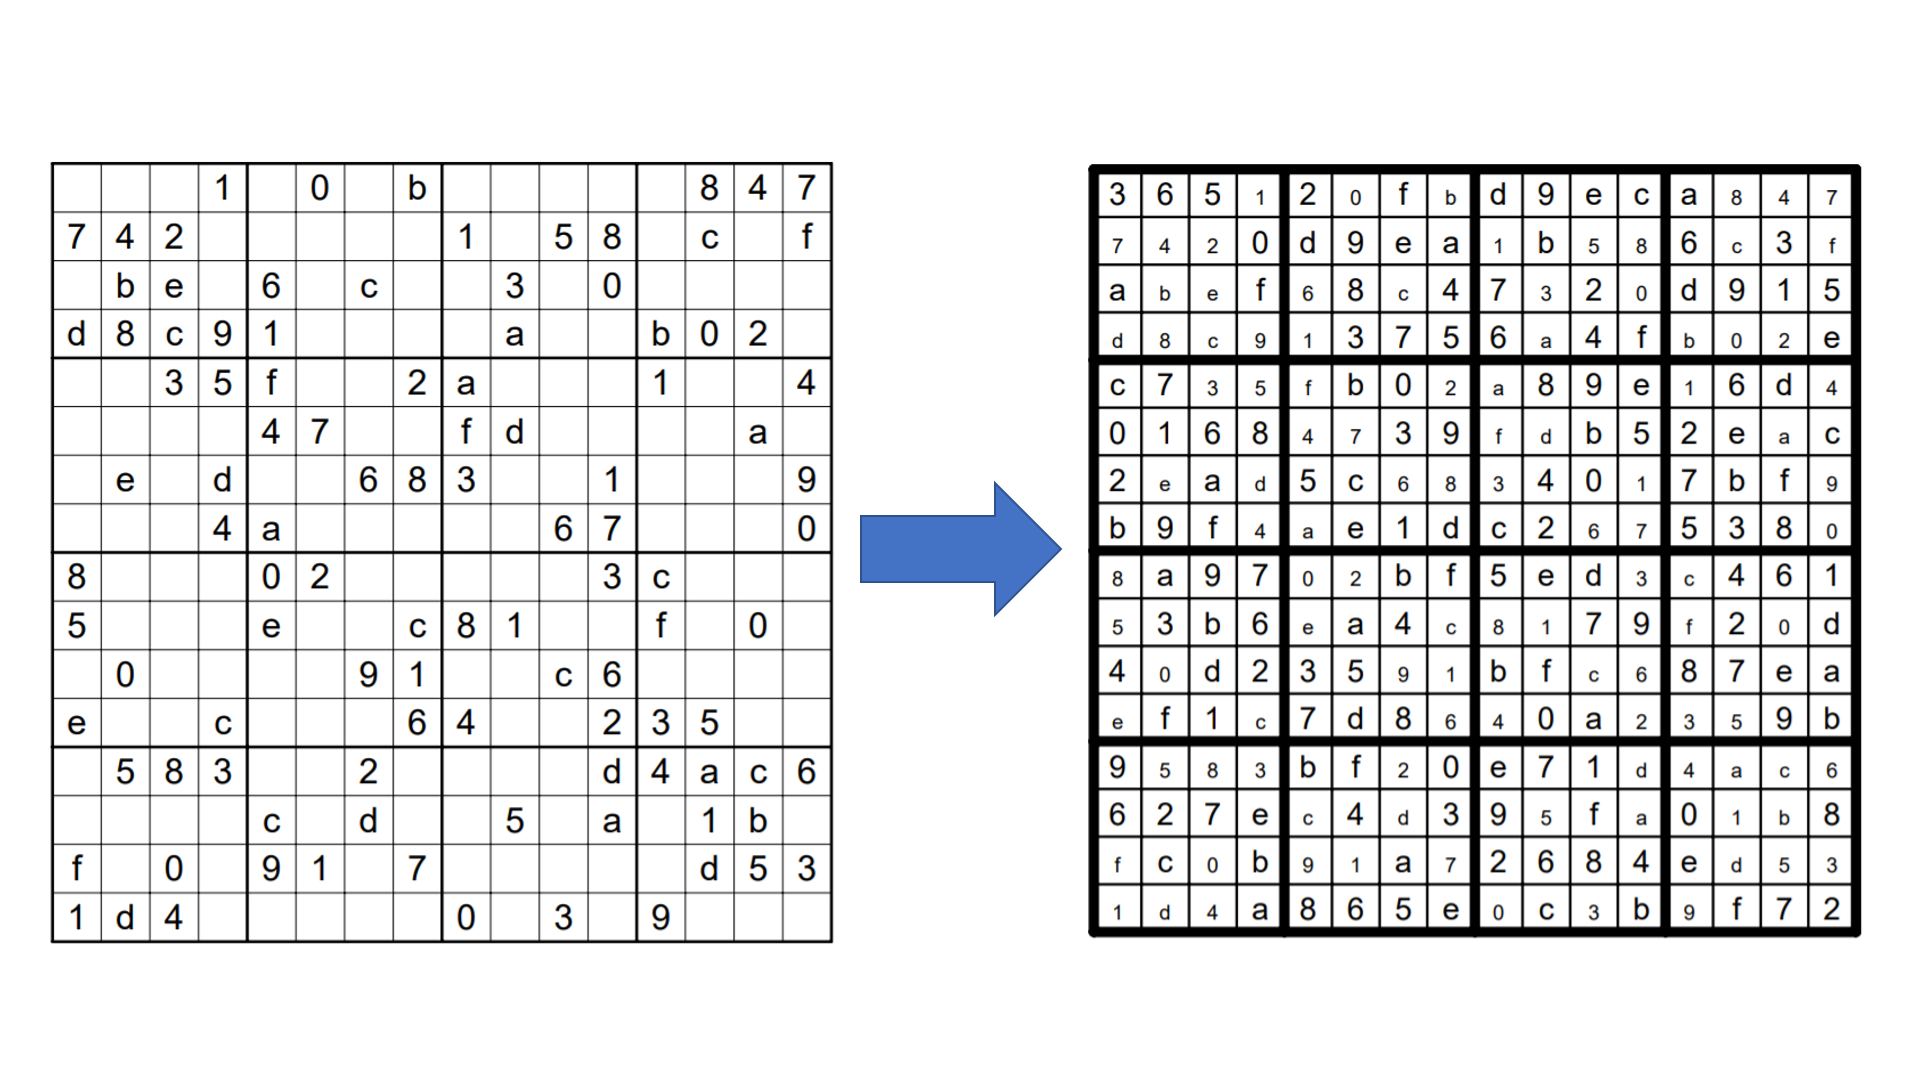 1 0 b 8 4 7
7 4 2 1 5 8 c f
b e 6 c 3 0
d 8 c 9 1 a b 0 2
3 5 f 2 a 1 4
4 7 f d a
e d 6 8 3 1 9
4 a 6 7 0
8 0 2 3 c
5 e c 8 1 f 0
0 9 1 c 6
e c 6 4 2 3 5
5 8 3 2 d 4 a c 6
c d 5 a 1 b
f 0 9 1 7 d 5 3
1 d 4 0 3 9
3 6 5 1 2 0 f b d 9 e c a 8 4 7
7 4 2 0 d 9 e a 1 b 5 8 6 c 3 f
a b e f 6 8 c 4 7 3 2 0 d 9 1 5
d 8 c 9 1 3 7 5 6 a 4 f b 0 2 e
c 7 3 5 f b 0 2 a 8 9 e 1 6 d 4
0 1 6 8 4 7 3 9 f d b 5 2 e a c
2 e a d 5 c 6 8 3 4 0 1 7 b f 9
b 9 f 4 a e 1 d c 2 6 7 5 3 8 0
8 a 9 7 0 2 b f 5 e d 3 c 4 6 1
5 3 b 6 e a 4 c 8 1 7 9 f 2 0 d
4 0 d 2 3 5 9 1 b f c 6 8 7 e a
e f 1 c 7 d 8 6 4 0 a 2 3 5 9 b
9 5 8 3 b f 2 0 e 7 1 d 4 a c 6
6 2 7 e c 4 d 3 9 5 f a 0 1 b 8
f c 0 b 9 1 a 7 2 6 8 4 e d 5 3
1 d 4 a 8 6 5 e 0 c 3 b 9 f 7 2